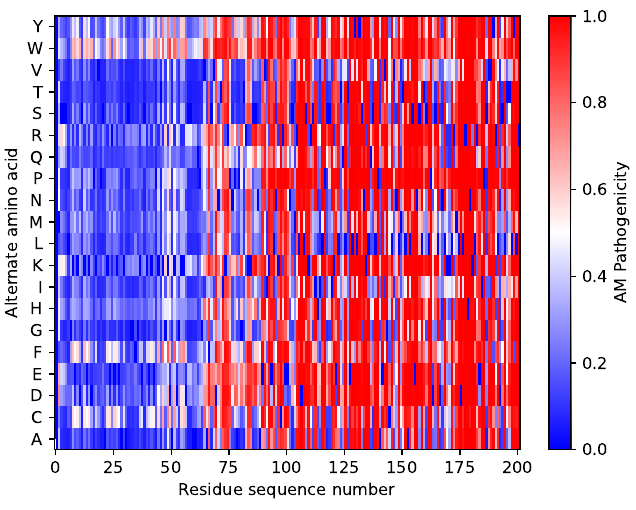 Alternate amino acid
Y
W
V
T
S
R
Q
P
N
M
L
K
I
H
G
F
E
D
C
A
0 25 50 75 100 125 150 175 200
Residue sequence number
1.0
0.8
0.6
0.4
0.2
0.0
AM Pathogenicity